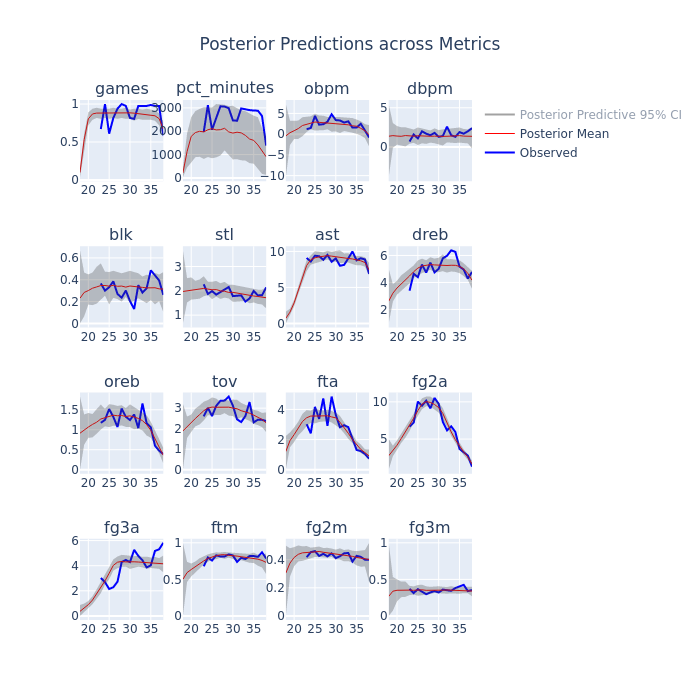 Posterior Predictions across Metrics
games pct_minutes obpm dbpm
1
0.5
0
20 25 30 35
3000
2000
1000
0
20 25 30 35
5
0
−5
−10
20 25 30 35
5
0
20 25 30 35
Posterior Predictive 95% CI
Posterior Mean
Observed
blk stl ast dreb
0.6
0.4
0.2
0
20 25 30 35
3
2
1
20 25 30 35
10
5
0
20 25 30 35
6
4
2
20 25 30 35
oreb tov fta fg2a
1.5
1
0.5
0
20 25 30 35
3
2
1
0
20 25 30 35
4
2
0
20 25 30 35
10
5
20 25 30 35
fg3a ftm fg2m fg3m
6
4
2
0
20 25 30 35
1
0.5
0
20 25 30 35
0.4
0.2
0
20 25 30 35
1
0.5
0
20 25 30 35